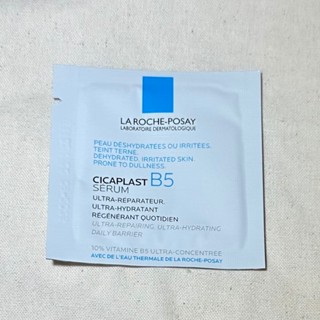 LA ROCHE-POSAY
LABORATOIRE DERMATOLOGIQUE
PEAU DÉSHYDRATÉES OU IRRITÉES,
TEINT TERNE.
DEHYDRATED, IRRITATED SKIN,
PRONE TO DULLNESS.
CICAPLAST B5
SERUM
ULTRA-RÉPARATEUR.
ULTRA-HYDRATANT
RÉGÉNÉRANT QUOTIDIEN
ULTRA-REPAIRING, ULTRA-HYDRATING
DAILY BARRIER
10% VITAMINE B5 ULTRA-CONCENTRÉE
AVEC DE L'EAU THERMALE DE LA ROCHE-POSAY